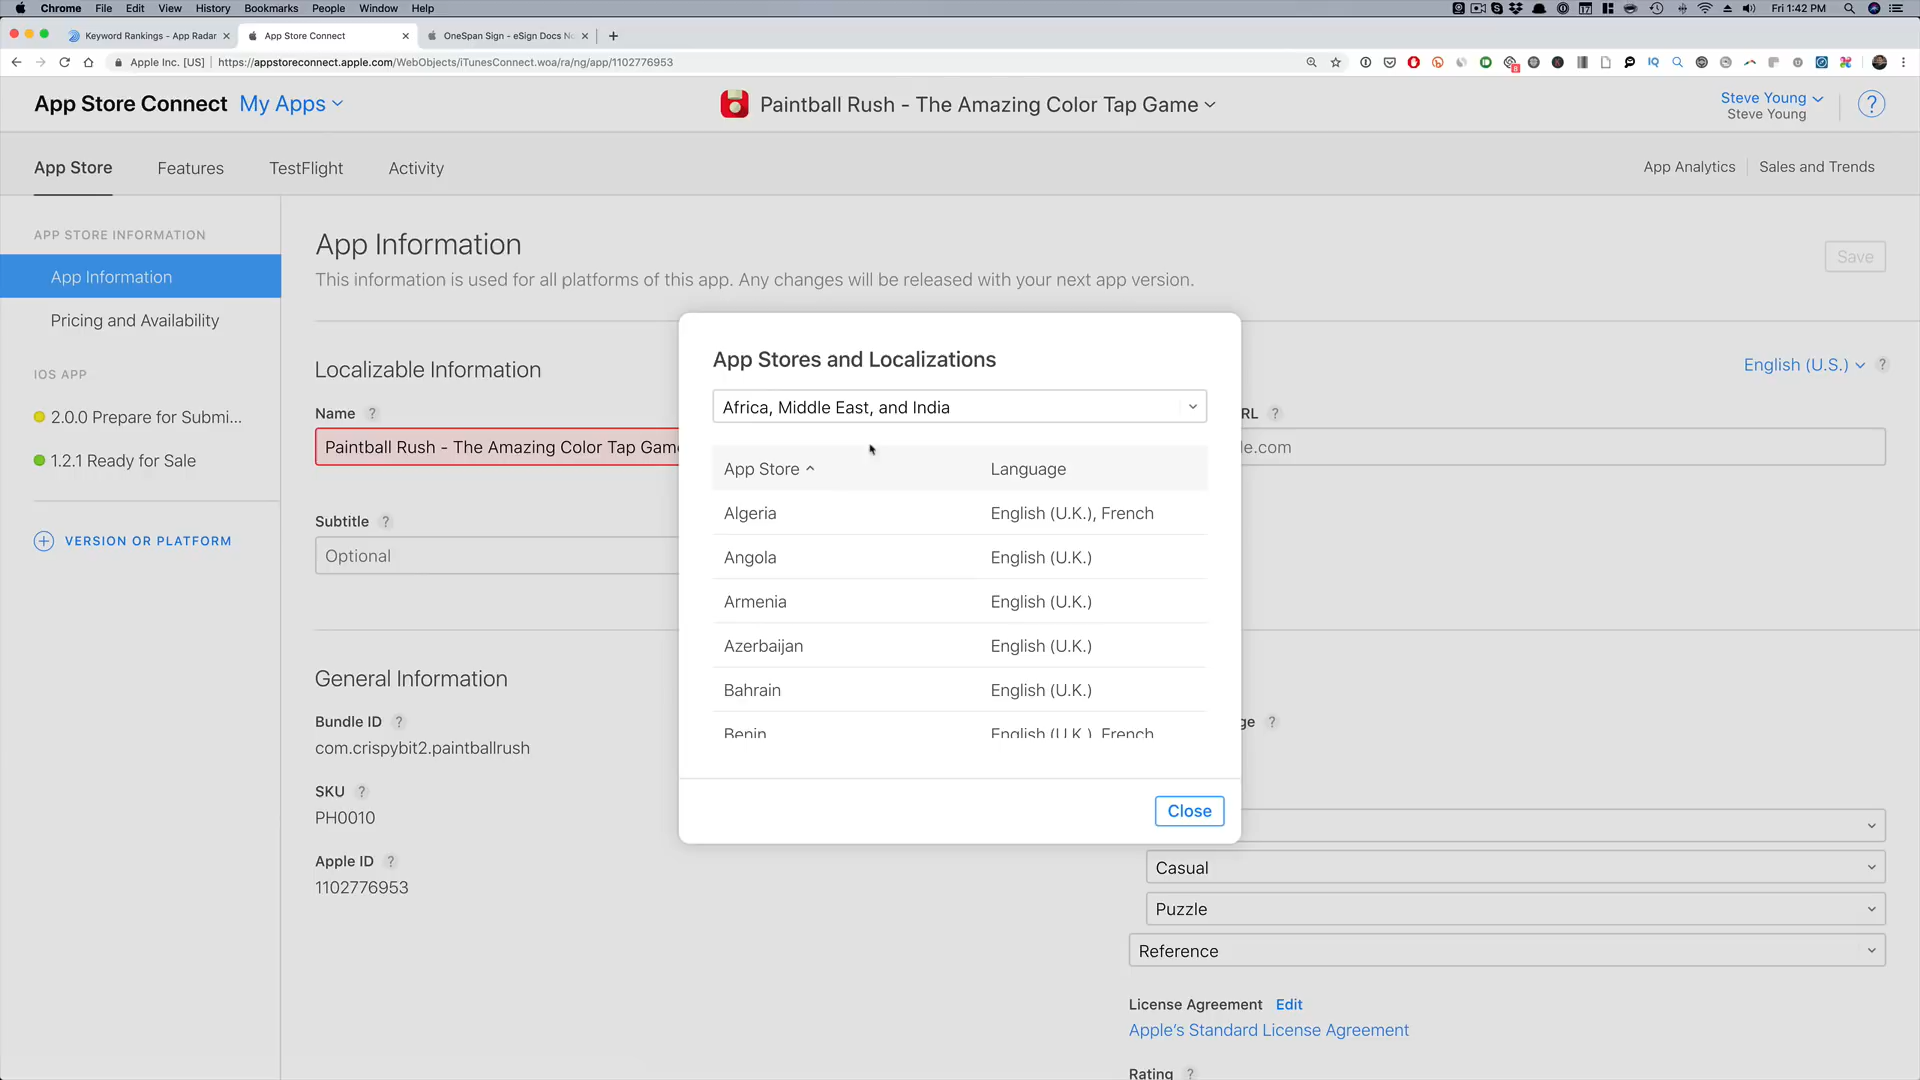 Chrome File Edit View History Bookmarks People Window Help
17 Fri 1:42 PM
Keyword Rankings - App Radar
App Store Connect
OneSpan Sign - eSign Docs
Apple Inc. [US] https://appstoreconnect.apple.com/WebObjects/iTunesConnect.woa/ra/ng/app/1102776953
8 IQ
App Store Connect My Apps
Paintball Rush - The Amazing Color Tap Game
Steve Young
Steve Young
?
App Store Features TestFlight Activity
App Analytics Sales and Trends
APP STORE INFORMATION
App Information
Pricing and Availability
IOS APP
2.0.0 Prepare for Submi...
1.2.1 Ready for Sale
VERSION OR PLATFORM
App Information
This information is used for all platforms of this app. Any changes will be released with your next app version.
Save
Localizable Information
English (U.S.) ?
Name ?
Paintball Rush - The Amazing Color Tap Game
RL ?
le.com
Subtitle ?
Optional
App Stores and Localizations
Africa, Middle East, and India
App Store Language
Algeria English (U.K.), French
Angola English (U.K.)
Armenia English (U.K.)
Azerbaijan English (U.K.)
Bahrain English (U.K.)
Benin English (U.K.), French
Close
General Information
Bundle ID ?
com.crispybit2.paintballrush
SKU ?
PH0010
Apple ID ?
1102776953
ge ?
Casual
Puzzle
Reference
License Agreement Edit
Apple's Standard License Agreement
Rating ?